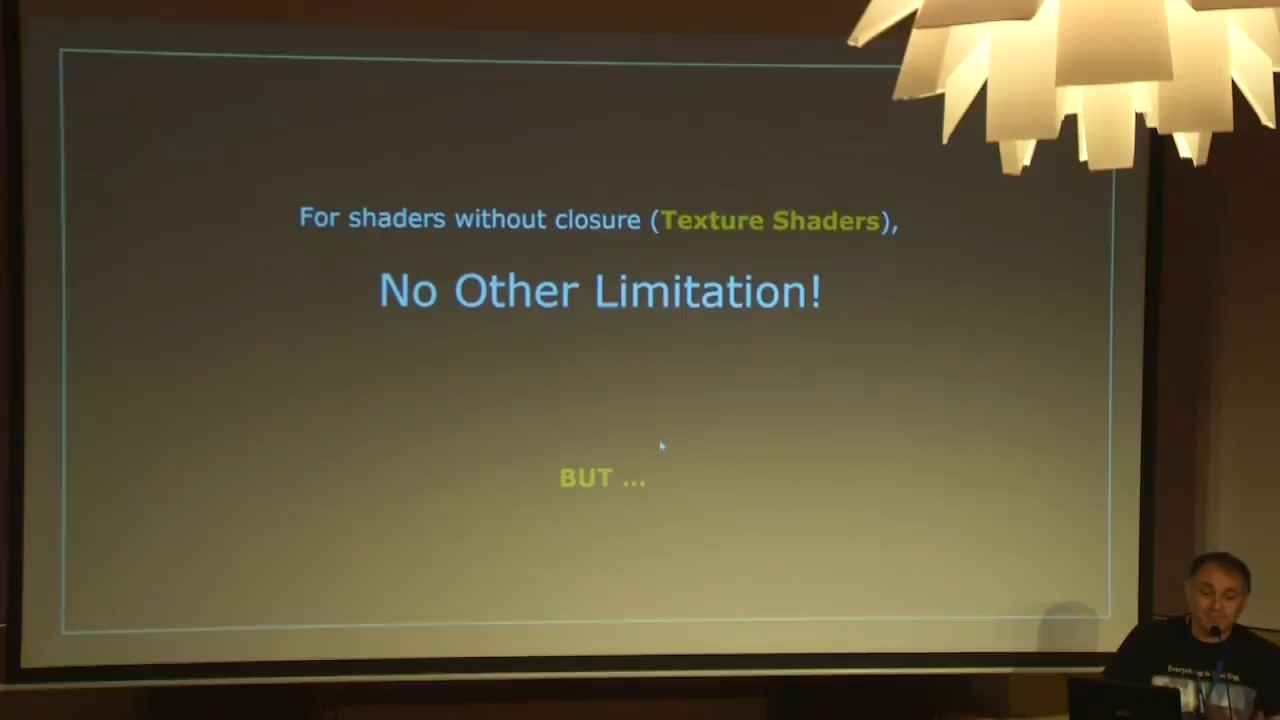 For shaders without closure (Texture Shaders),
No Other Limitation!
BUT ...